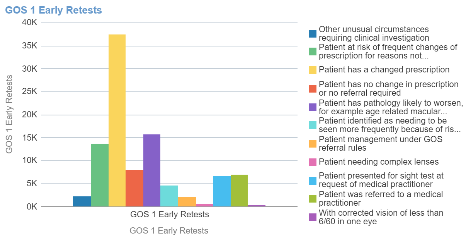 GOS 1 Early Retests
40K
35K
30K
25K
20K
15K
10K
5K
0K
GOS 1 Early Retests
GOS 1 Early Retests
GOS 1 Early Retests
Other unusual circumstances
requiring clinical investigation
Patient at risk of frequent changes of
prescription for reasons not...
Patient has a changed prescription
Patient has no change in prescription
or no referral required
Patient has pathology likely to worsen,
for example age related macular...
Patient identified as needing to be
seen more frequently because of ris...
Patient management under GOS
referral rules
Patient needing complex lenses
Patient presented for sight test at
request of medical practitioner
Patient was referred to a medical
practitioner
With corrected vision of less than
6/60 in one eye